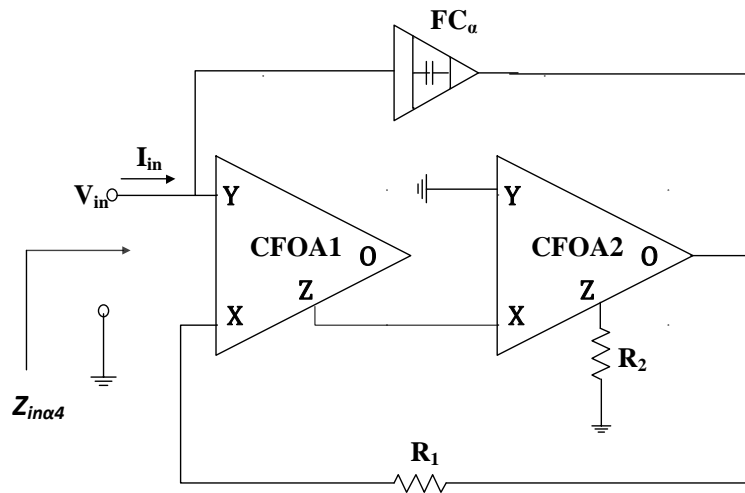 FCα
Iin
Vin
Y
CFOA1
O
Z
X
Y
CFOA2
O
Z
X
R2
Zinα4
R1